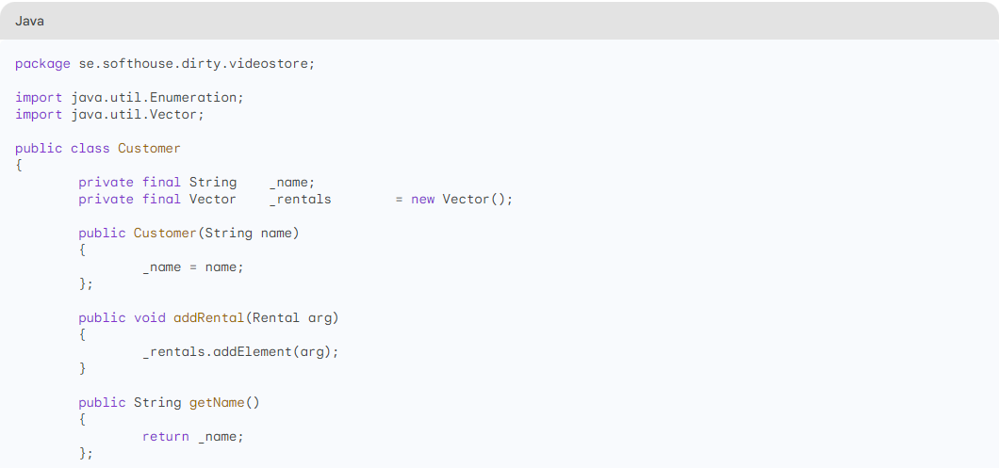 Java
package se.softhouse.dirty.videostore;
import java.util.Enumeration;
import java.util.Vector;
public class Customer
{
private final String _name;
private final Vector _rentals = new Vector();
public Customer(String name)
{
_name = name;
};
public void addRental(Rental arg)
{
_rentals.addElement(arg);
}
public String getName()
{
return _name;
};